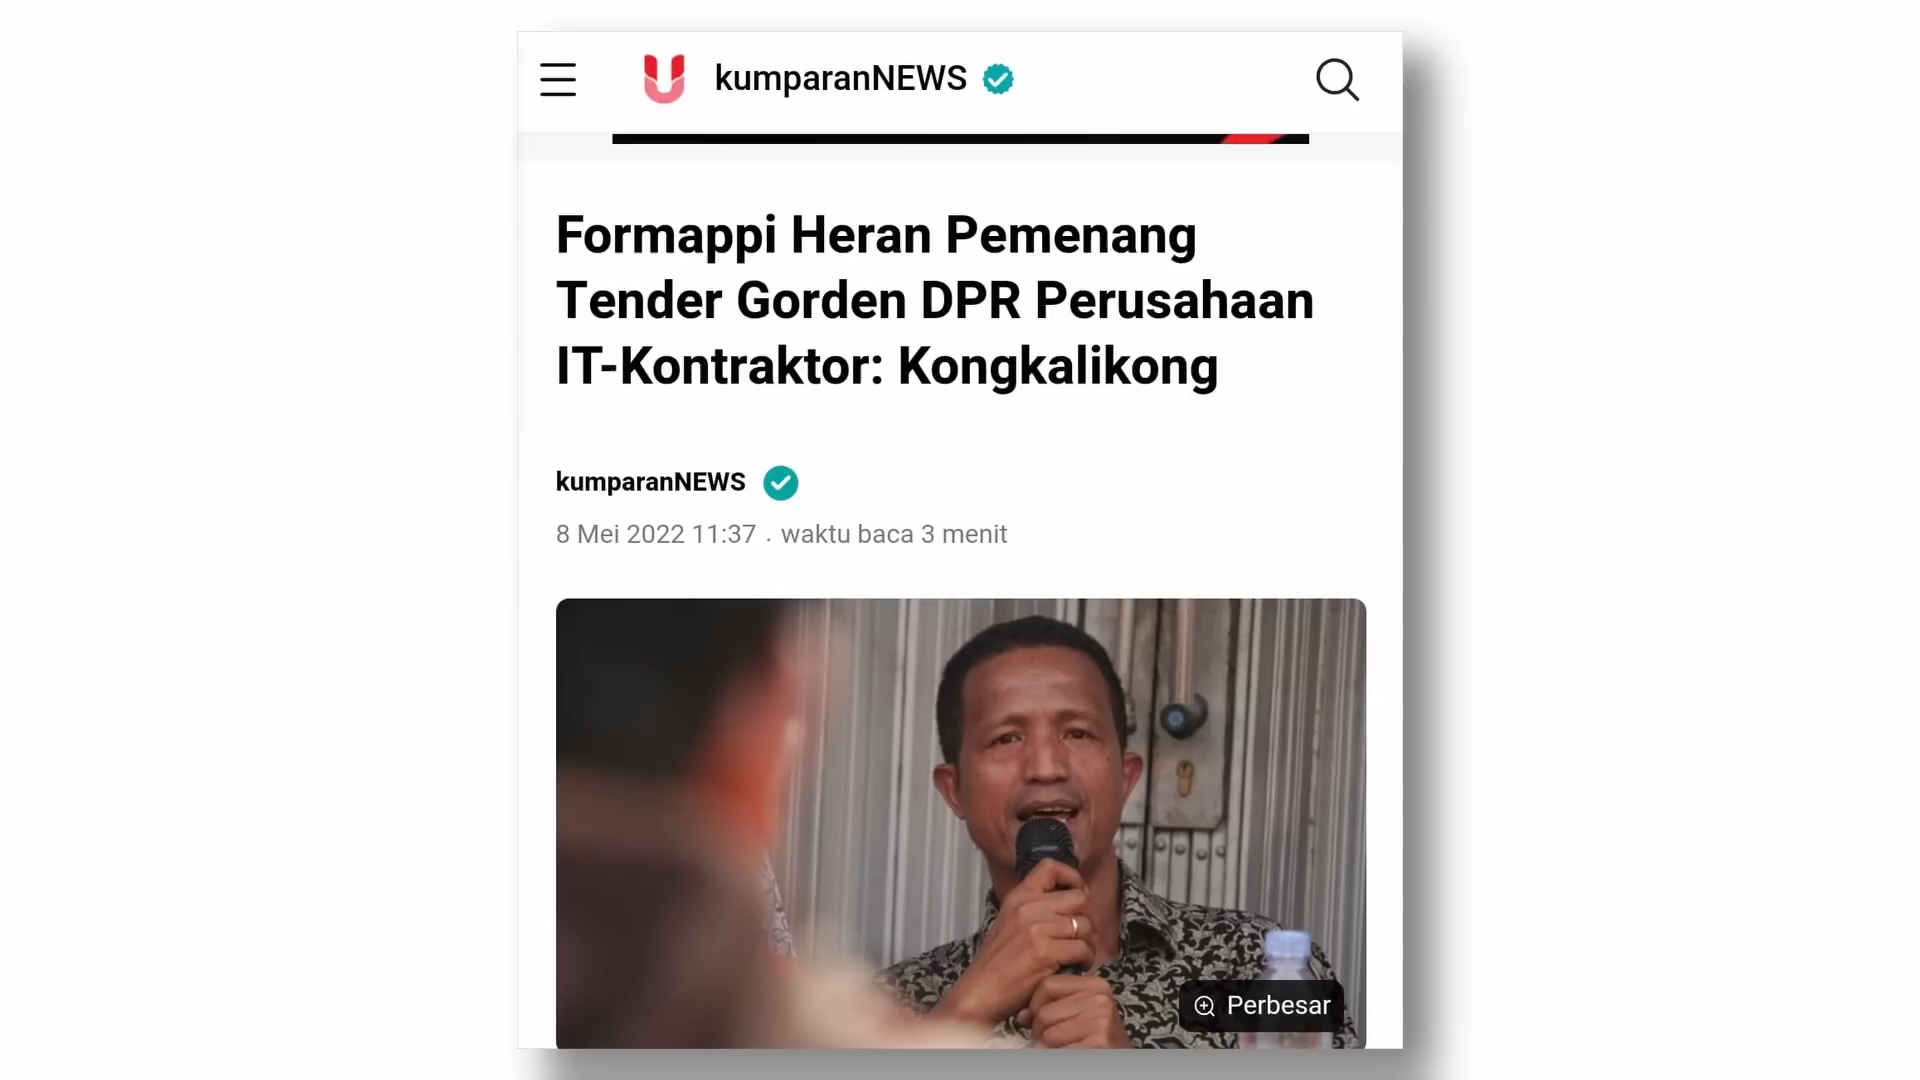 kumparanNEWS
Formappi Heran Pemenang
Tender Gorden DPR Perusahaan
IT-Kontraktor: Kongkalikong
kumparanNEWS
8 Mei 2022 11:37 . waktu baca 3 menit
Perbesar